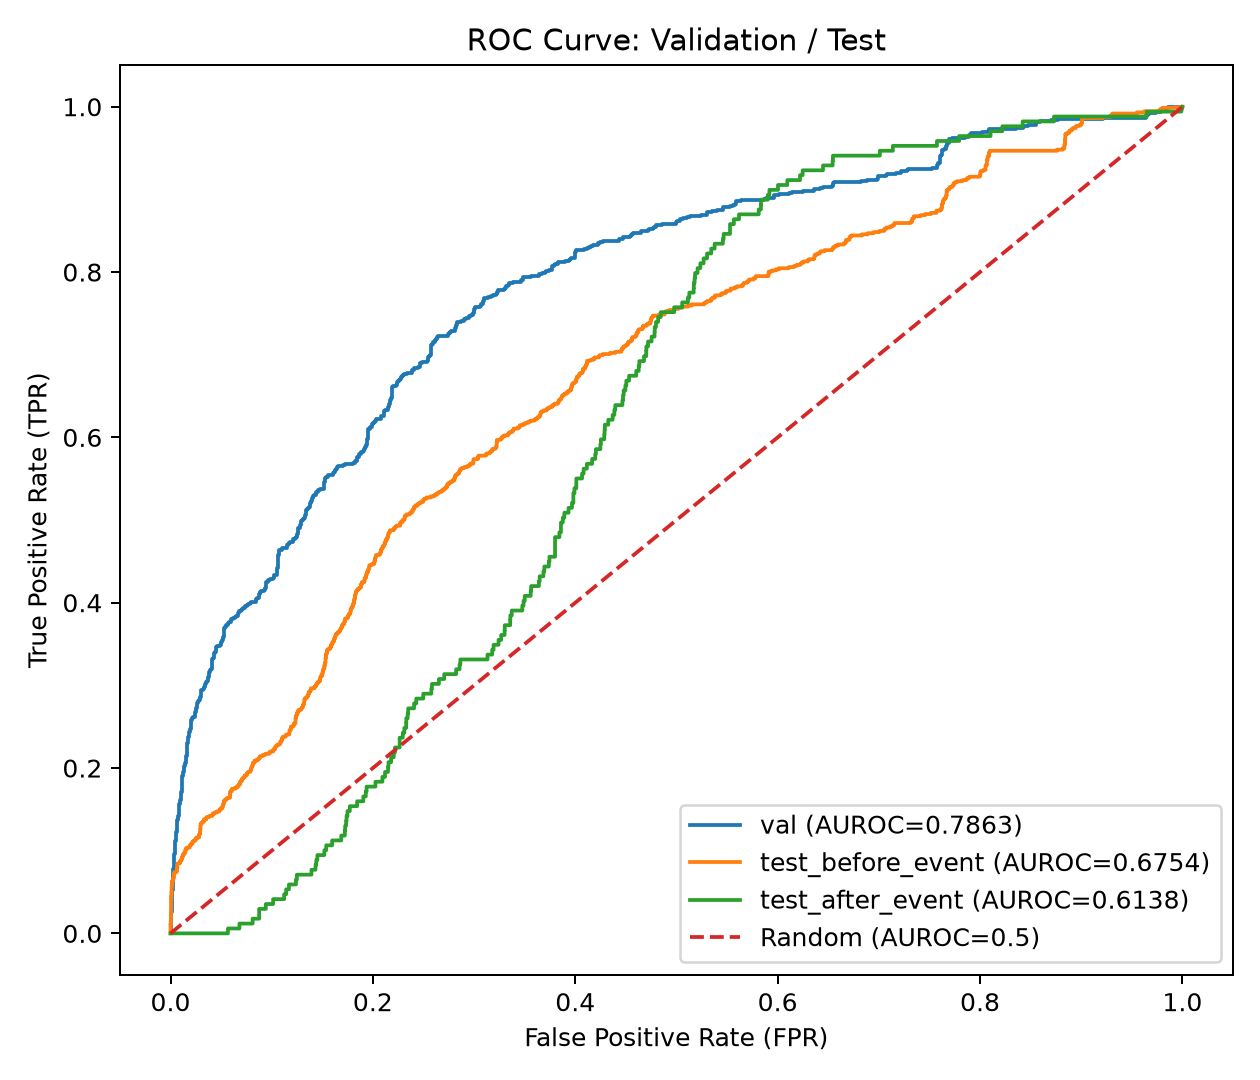 ROC Curve: Validation / Test
True Positive Rate (TPR)
1.0
0.8
0.6
0.4
0.2
0.0
val (AUROC=0.7863)
test_before_event (AUROC=0.6754)
test_after_event (AUROC=0.6138)
Random (AUROC=0.5)
0.0 0.2 0.4 0.6 0.8 1.0
False Positive Rate (FPR)